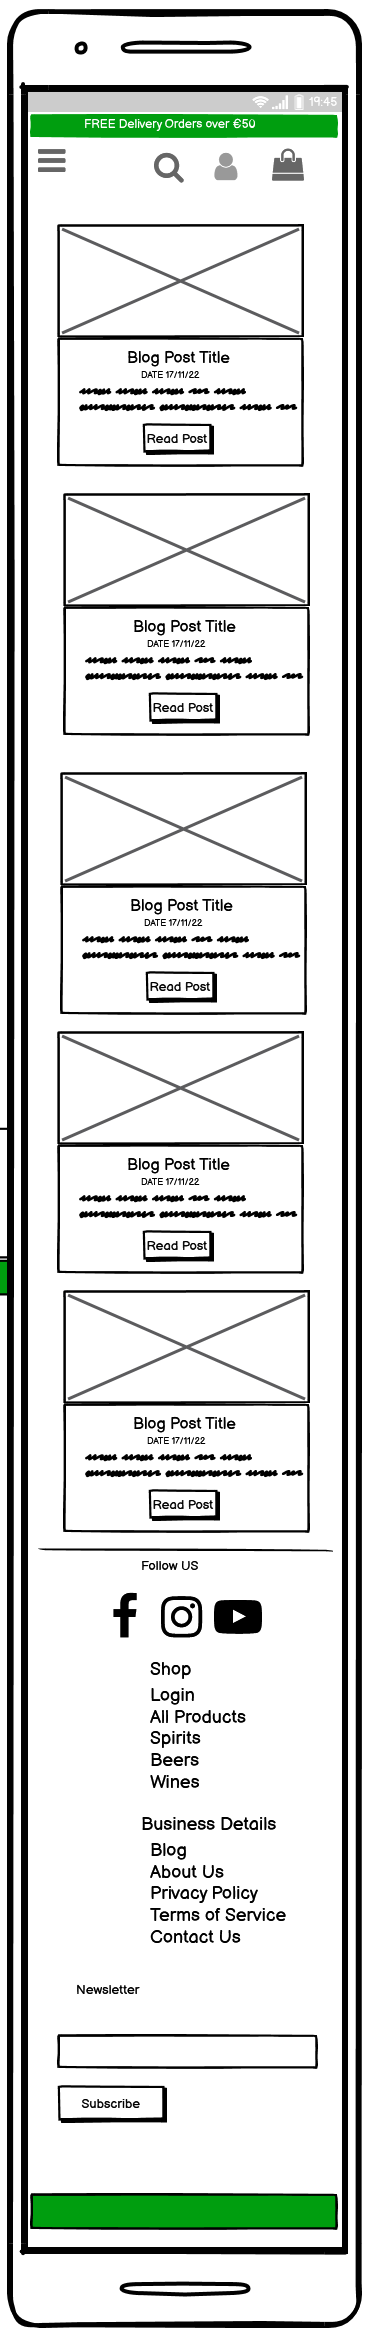 19:45
FREE Delivery Orders over €50
Blog Post Title
DATE 17/11/22
Read Post
Blog Post Title
DATE 17/11/22
Read Post
Blog Post Title
DATE 17/11/22
Read Post
Blog Post Title
DATE 17/11/22
Read Post
Blog Post Title
DATE 17/11/22
Read Post
Follow US
Shop
Login
All Products
Spirits
Beers
Wines
Business Details
Blog
About Us
Privacy Policy
Terms of Service
Contact Us
Newsletter
Subscribe